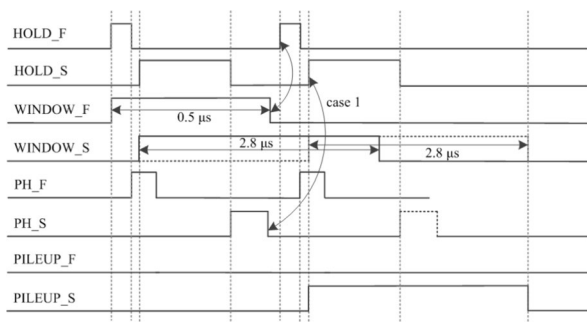 HOLD_F
HOLD_S
case 1
WINDOW_F
0.5 μs
WINDOW_S
2.8 μs
2.8 μs
PH_F
PH_S
PILEUP_F
PILEUP_S